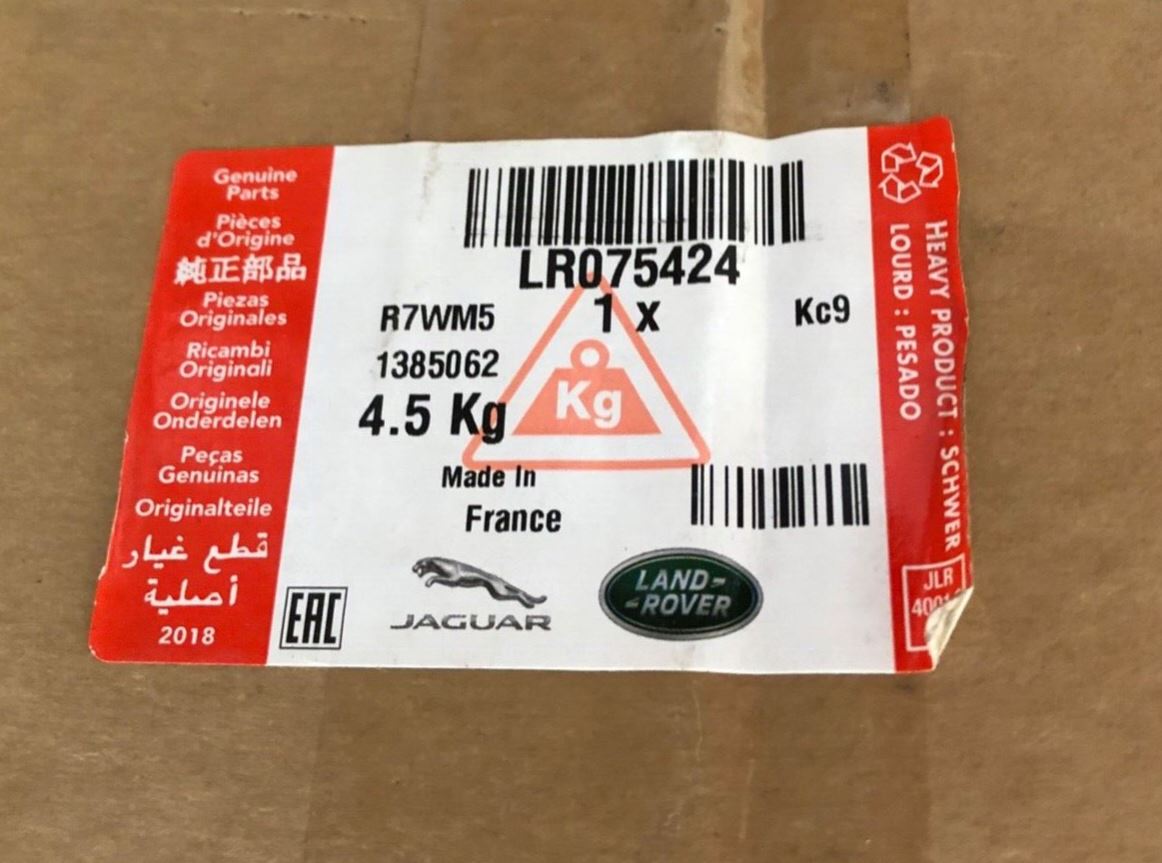 Genuine
Parts
Pièces
d'Origine
純正部品
Piezas
Originales
Ricambi
Originali
Originele
Onderdelen
Peças
Genuinas
Originalteile
قطع غيار
أصلية
2018
LR075424
R7WM5
1 x
Kc9
1385062
4.5 Kg
Kg
Made In
France
EAC
JAGUAR
LAND-
-ROVER
HEAVY PRODUCT : SCHWER
LOURD : PESADO
JLR